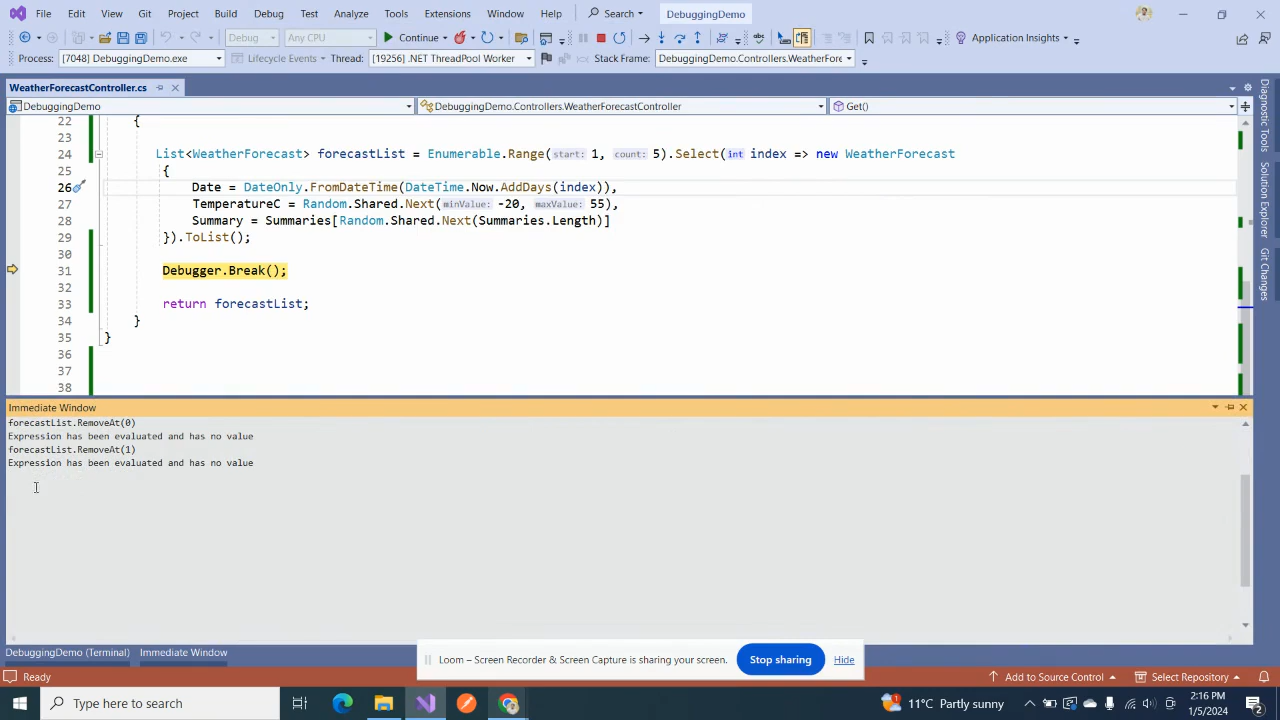 File Edit View Git Project Build Debug Test Analyze Tools Extensions Window Help Search DebuggingDemo
Debug Any CPU Continue Application Insights
Process: [7048] DebuggingDemo.exe Lifecycle Events Thread: [19256] .NET ThreadPool Worker Stack Frame: DebuggingDemo.Controllers.WeatherFore
WeatherForecastController.cs
DebuggingDemo DebuggingDemo.Controllers.WeatherForecastController Get()
22 {
23
24 List<WeatherForecast> forecastList = Enumerable.Range(start: 1, count: 5).Select(int index => new WeatherForecast
{
26 Date = DateOnly.FromDateTime(DateTime.Now.AddDays(index)),
27 TemperatureC = Random.Shared.Next(minValue: -20, maxValue: 55),
28 Summary = Summaries[Random.Shared.Next(Summaries.Length)]
29 }).ToList();
30
31 Debugger.Break();
32
33 return forecastList;
34 }
35 }
36
37
38
Diagnostic Tools
Solution Explorer
Git Changes
Immediate Window
forecastList.RemoveAt(0)
Expression has been evaluated and has no value
forecastList.RemoveAt(1)
Expression has been evaluated and has no value
DebuggingDemo (Terminal) Immediate Window
Loom – Screen Recorder & Screen Capture is sharing your screen. Stop sharing Hide
Ready Add to Source Control Select Repository
Type here to search 11°C Partly sunny 2:16 PM
1/5/2024 2